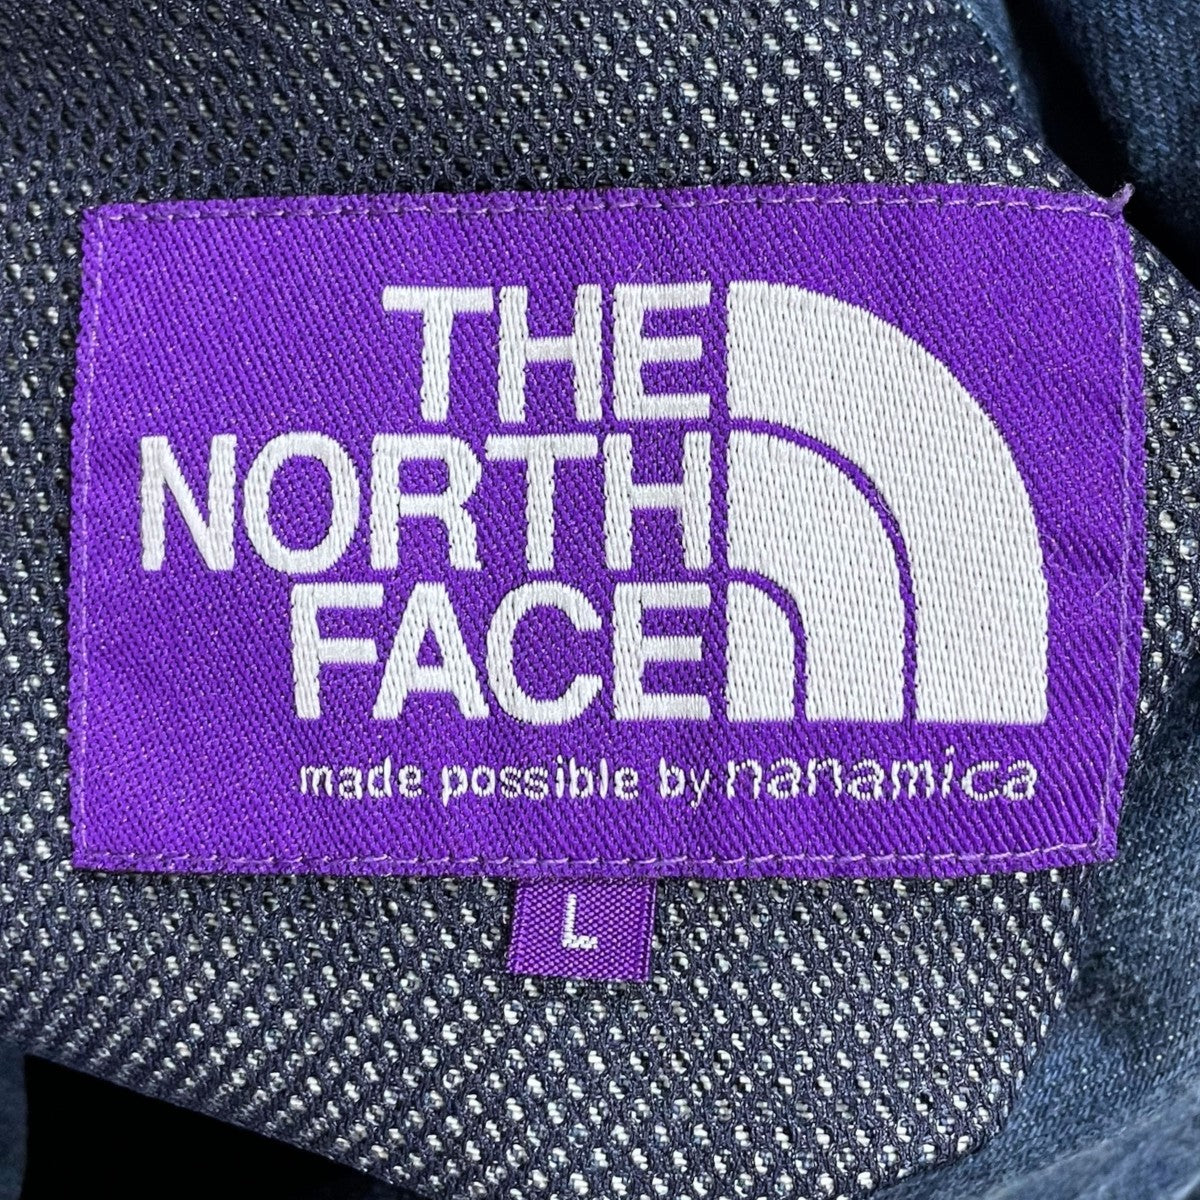 THE
NORTH
FACE
made possible by nanamica
L